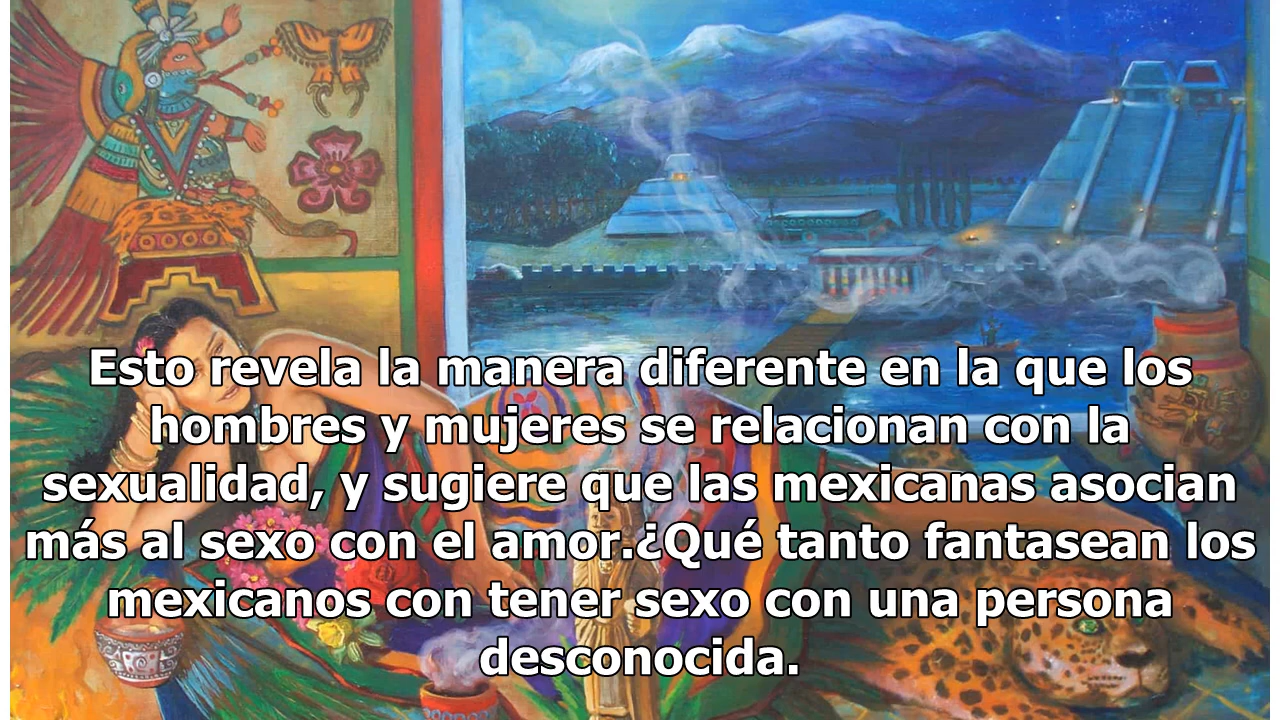 Esto revela la manera diferente en la que los
hombres y mujeres se relacionan con la
sexualidad, y sugiere que las mexicanas asocian
más al sexo con el amor.¿Qué tanto fantasean los
mexicanos con tener sexo con una persona
desconocida.